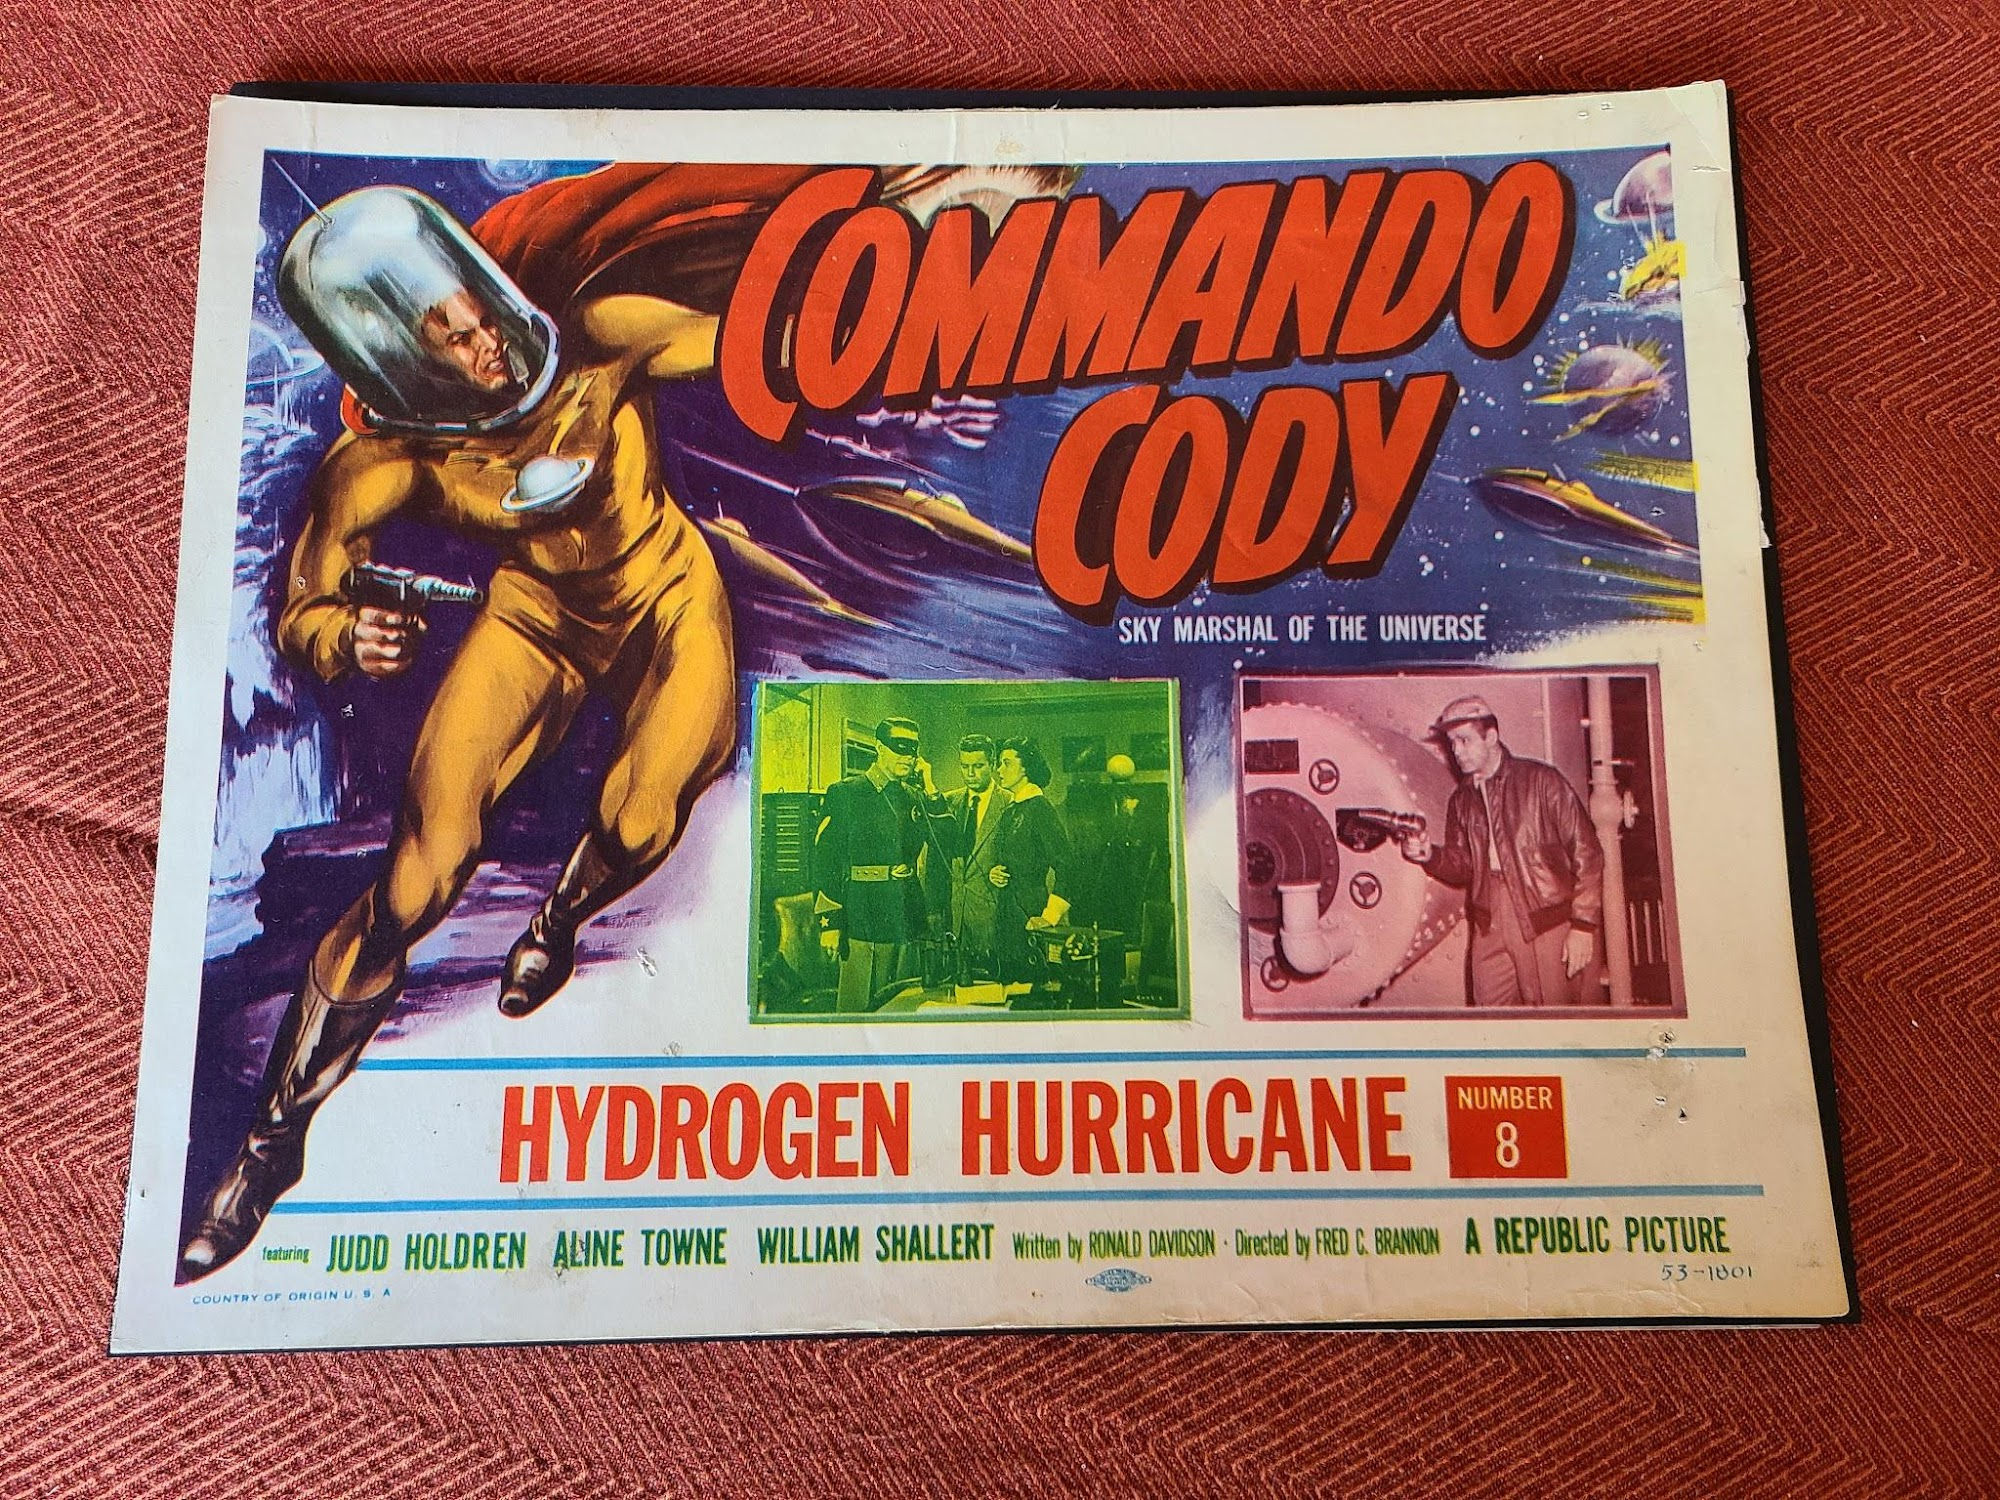 COMMANDO
CODY
SKY MARSHAL OF THE UNIVERSE
HYDROGEN HURRICANE
NUMBER
8
featuring JUDD HOLDREN ALINE TOWNE WILLIAM SHALLERT Written by RONALD DAVIDSON · Directed by FRED C. BRANNON A REPUBLIC PICTURE
53-1801
COUNTRY OF ORIGIN U. S. A